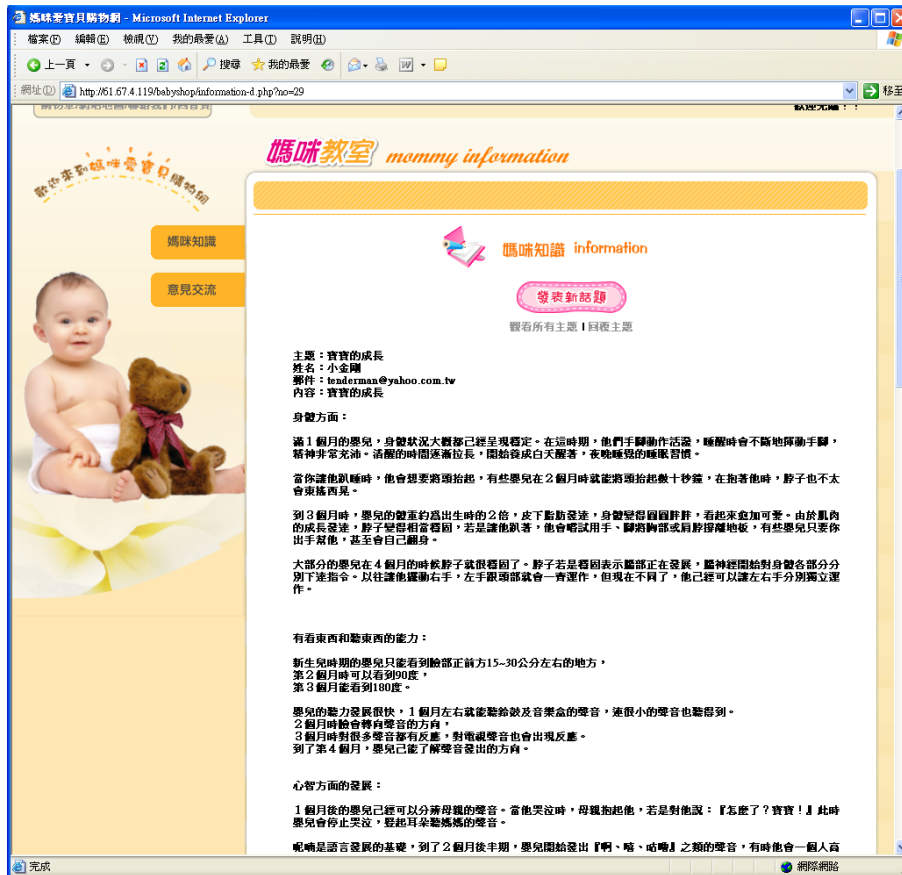 媽咪愛寶貝購物網 - Microsoft Internet Explorer
檔案(F) 編輯(E) 檢視(V) 我的最愛(A) 工具(T) 說明(H)
上一頁 搜尋 我的最愛
網址(D) http://61.67.4.119/babyshop/information-d.php?no=29 移至
歡迎光臨！！
媽咪教室 mommy information
歡迎來到媽咪愛寶貝購物網
媽咪知識
意見交流
媽咪知識 information
發表新話題
觀看所有主題 | 回覆主題
主題：寶寶的成長
姓名：小金剛
郵件：tenderman@yahoo.com.tw
內容：寶寶的成長
身體方面：
滿１個月的嬰兒，身體狀況大概都已經呈現穩定。在這時期，他們手腳動作活潑，睡醒時會不斷地揮動手腳，
精神非常充沛。清醒的時間逐漸拉長，開始養成白天醒著，夜晚睡覺的睡眠習慣。
當你讓他趴睡時，他會想要將頭抬起，有些嬰兒在２個月時就能將頭抬起數十秒鐘，在抱著他時，脖子也不太
會東搖西晃。
到３個月時，嬰兒的體重約為出生時的２倍，皮下脂肪發達，身體變得圓圓胖胖，看起來愈加可愛。由於肌肉
的成長發達，脖子變得相當穩固，若是讓他趴著，他會嚐試用手、腳將胸部或肩脖撐離地板，有些嬰兒只要你
出手幫他，甚至會自己翻身。
大部分的嬰兒在４個月的時候脖子就很穩固了。脖子若是穩固表示腦部正在發展，腦神經開始對身體各部分分
別下達指令。以往讓他擺動右手，左手跟頭部就會一齊運作，但現在不同了，他已經可以讓左右手分別獨立運
作。
有看東西和聽東西的能力：
新生兒時期的嬰兒只能看到臉部正前方15~30公分左右的地方，
第２個月時可以看到90度，
第３個月能看到180度。
嬰兒的聽力發展很快，１個月左右就能聽鈴鼓及音樂盒的聲音，連很小的聲音也聽得到。
２個月時臉會轉向聲音的方向，
３個月時對很多聲音都有反應，對電視聲音也會出現反應。
到了第４個月，嬰兒已能了解聲音發出的方向。
心智方面的發展：
１個月後的嬰兒已經可以分辨母親的聲音。當他哭泣時，母親抱起他，若是對他說：『怎麼了？寶寶！』此時
嬰兒會停止哭泣，豎起耳朵聽媽媽的聲音。
呢喃是語言發展的基礎，到了２個月後半期，嬰兒開始發出『啊、喀、咕嚕』之類的聲音，有時他會一個人高
完成 網際網路